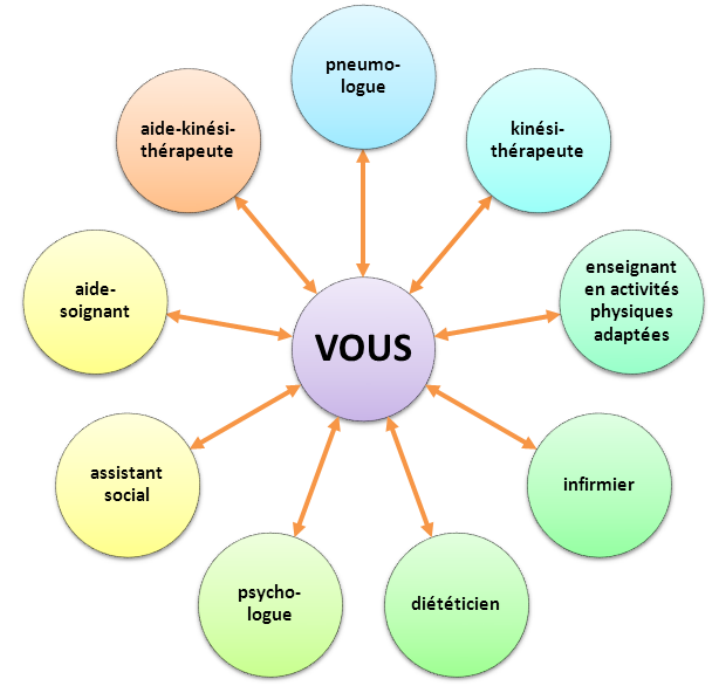 pneumo-
logue
kinési-
thérapeute
enseignant
en activités
physiques
adaptées
infirmier
diététicien
psycho-
logue
assistant
social
aide-
soignant
aide-kinési-
thérapeute
VOUS